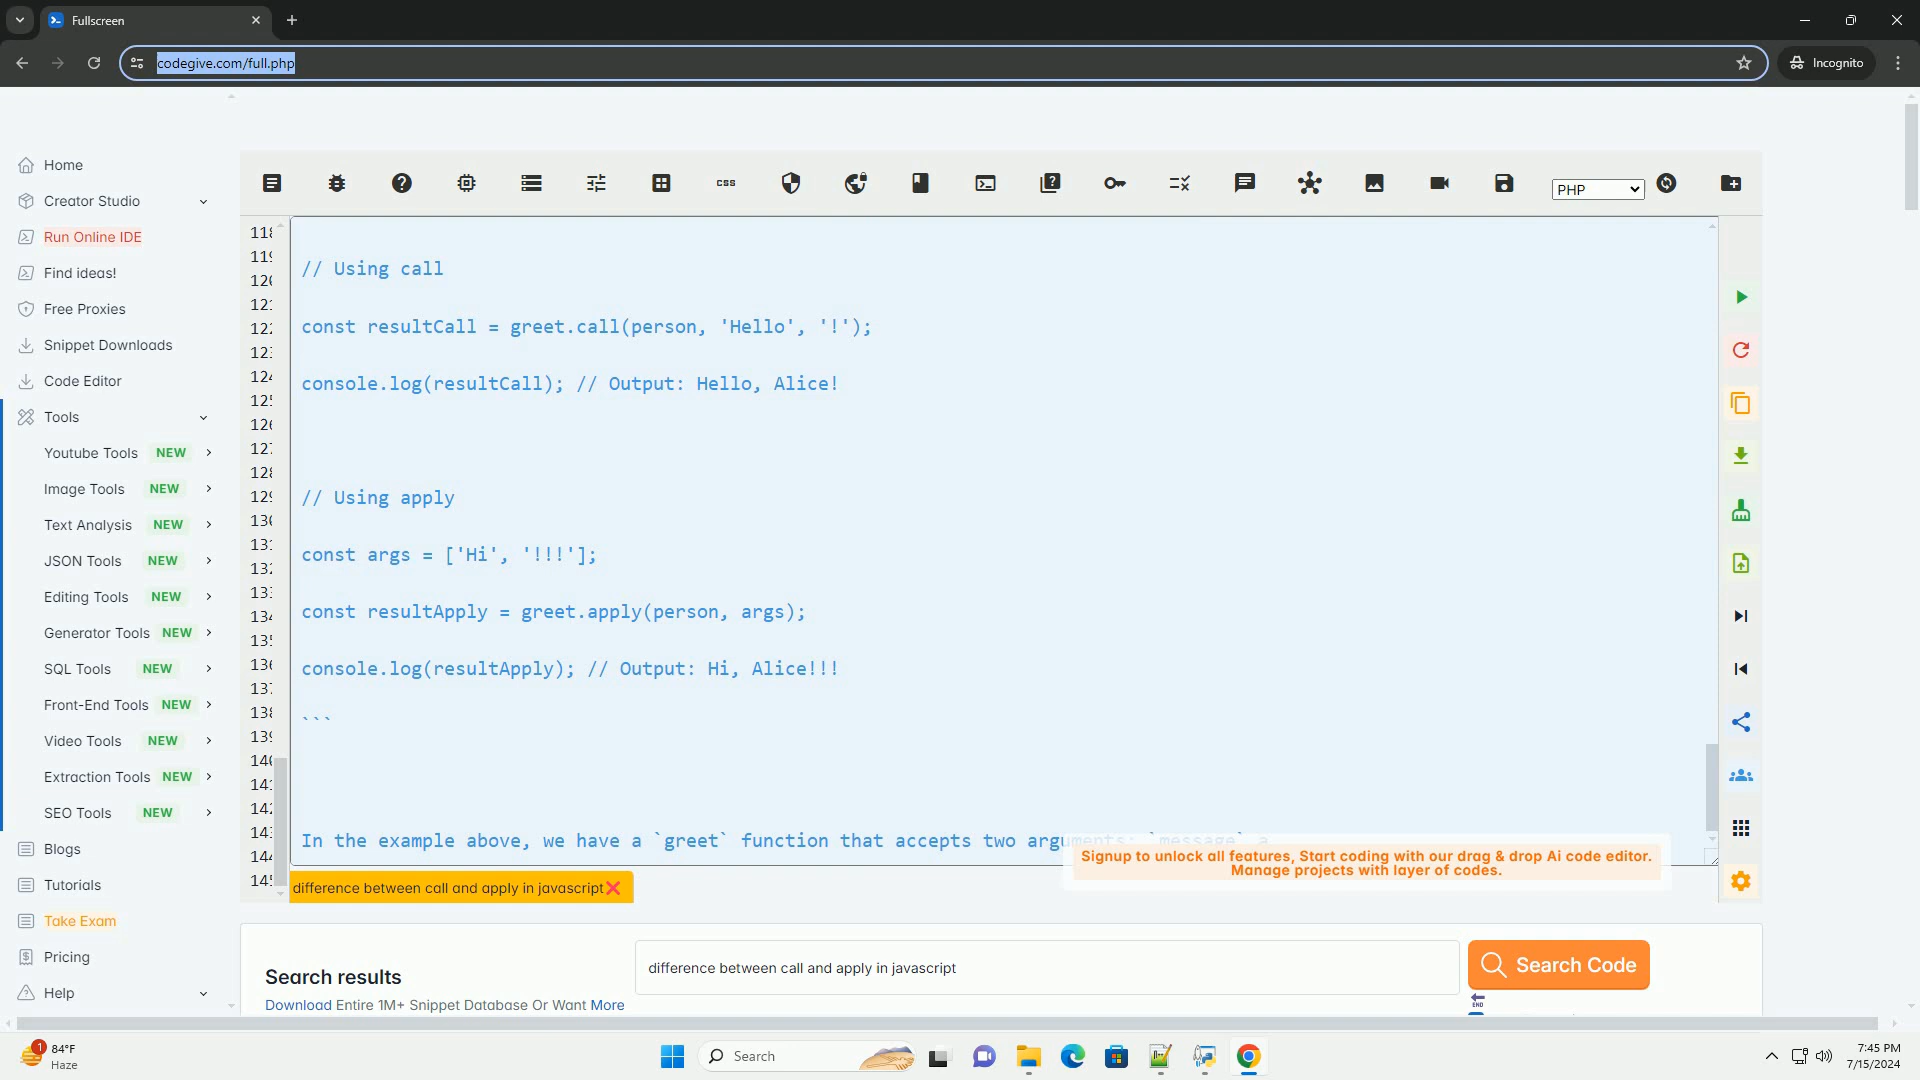 Fullscreen
codegive.com/full.php
Incognito
Home
Creator Studio
Run Online IDE
Find ideas!
Free Proxies
Snippet Downloads
Code Editor
Tools
Youtube Tools NEW
Image Tools NEW
Text Analysis NEW
JSON Tools NEW
Editing Tools NEW
Generator Tools NEW
SQL Tools NEW
Front-End Tools NEW
Video Tools NEW
Extraction Tools NEW
SEO Tools NEW
Blogs
Tutorials
Take Exam
Pricing
Help
CSS
PHP
// Using call
const resultCall = greet.call(person, 'Hello', '!');
console.log(resultCall); // Output: Hello, Alice!
// Using apply
const args = ['Hi', '!!!'];
const resultApply = greet.apply(person, args);
console.log(resultApply); // Output: Hi, Alice!!!
```
In the example above, we have a `greet` function that accepts two arguments: `message` a
Signup to unlock all features, Start coding with our drag & drop Ai code editor.
Manage projects with layer of codes.
difference between call and apply in javascript
Search results
Download Entire 1M+ Snippet Database Or Want More
difference between call and apply in javascript
Search Code
END
1
84°F
Haze
Search
7:45 PM
7/15/2024